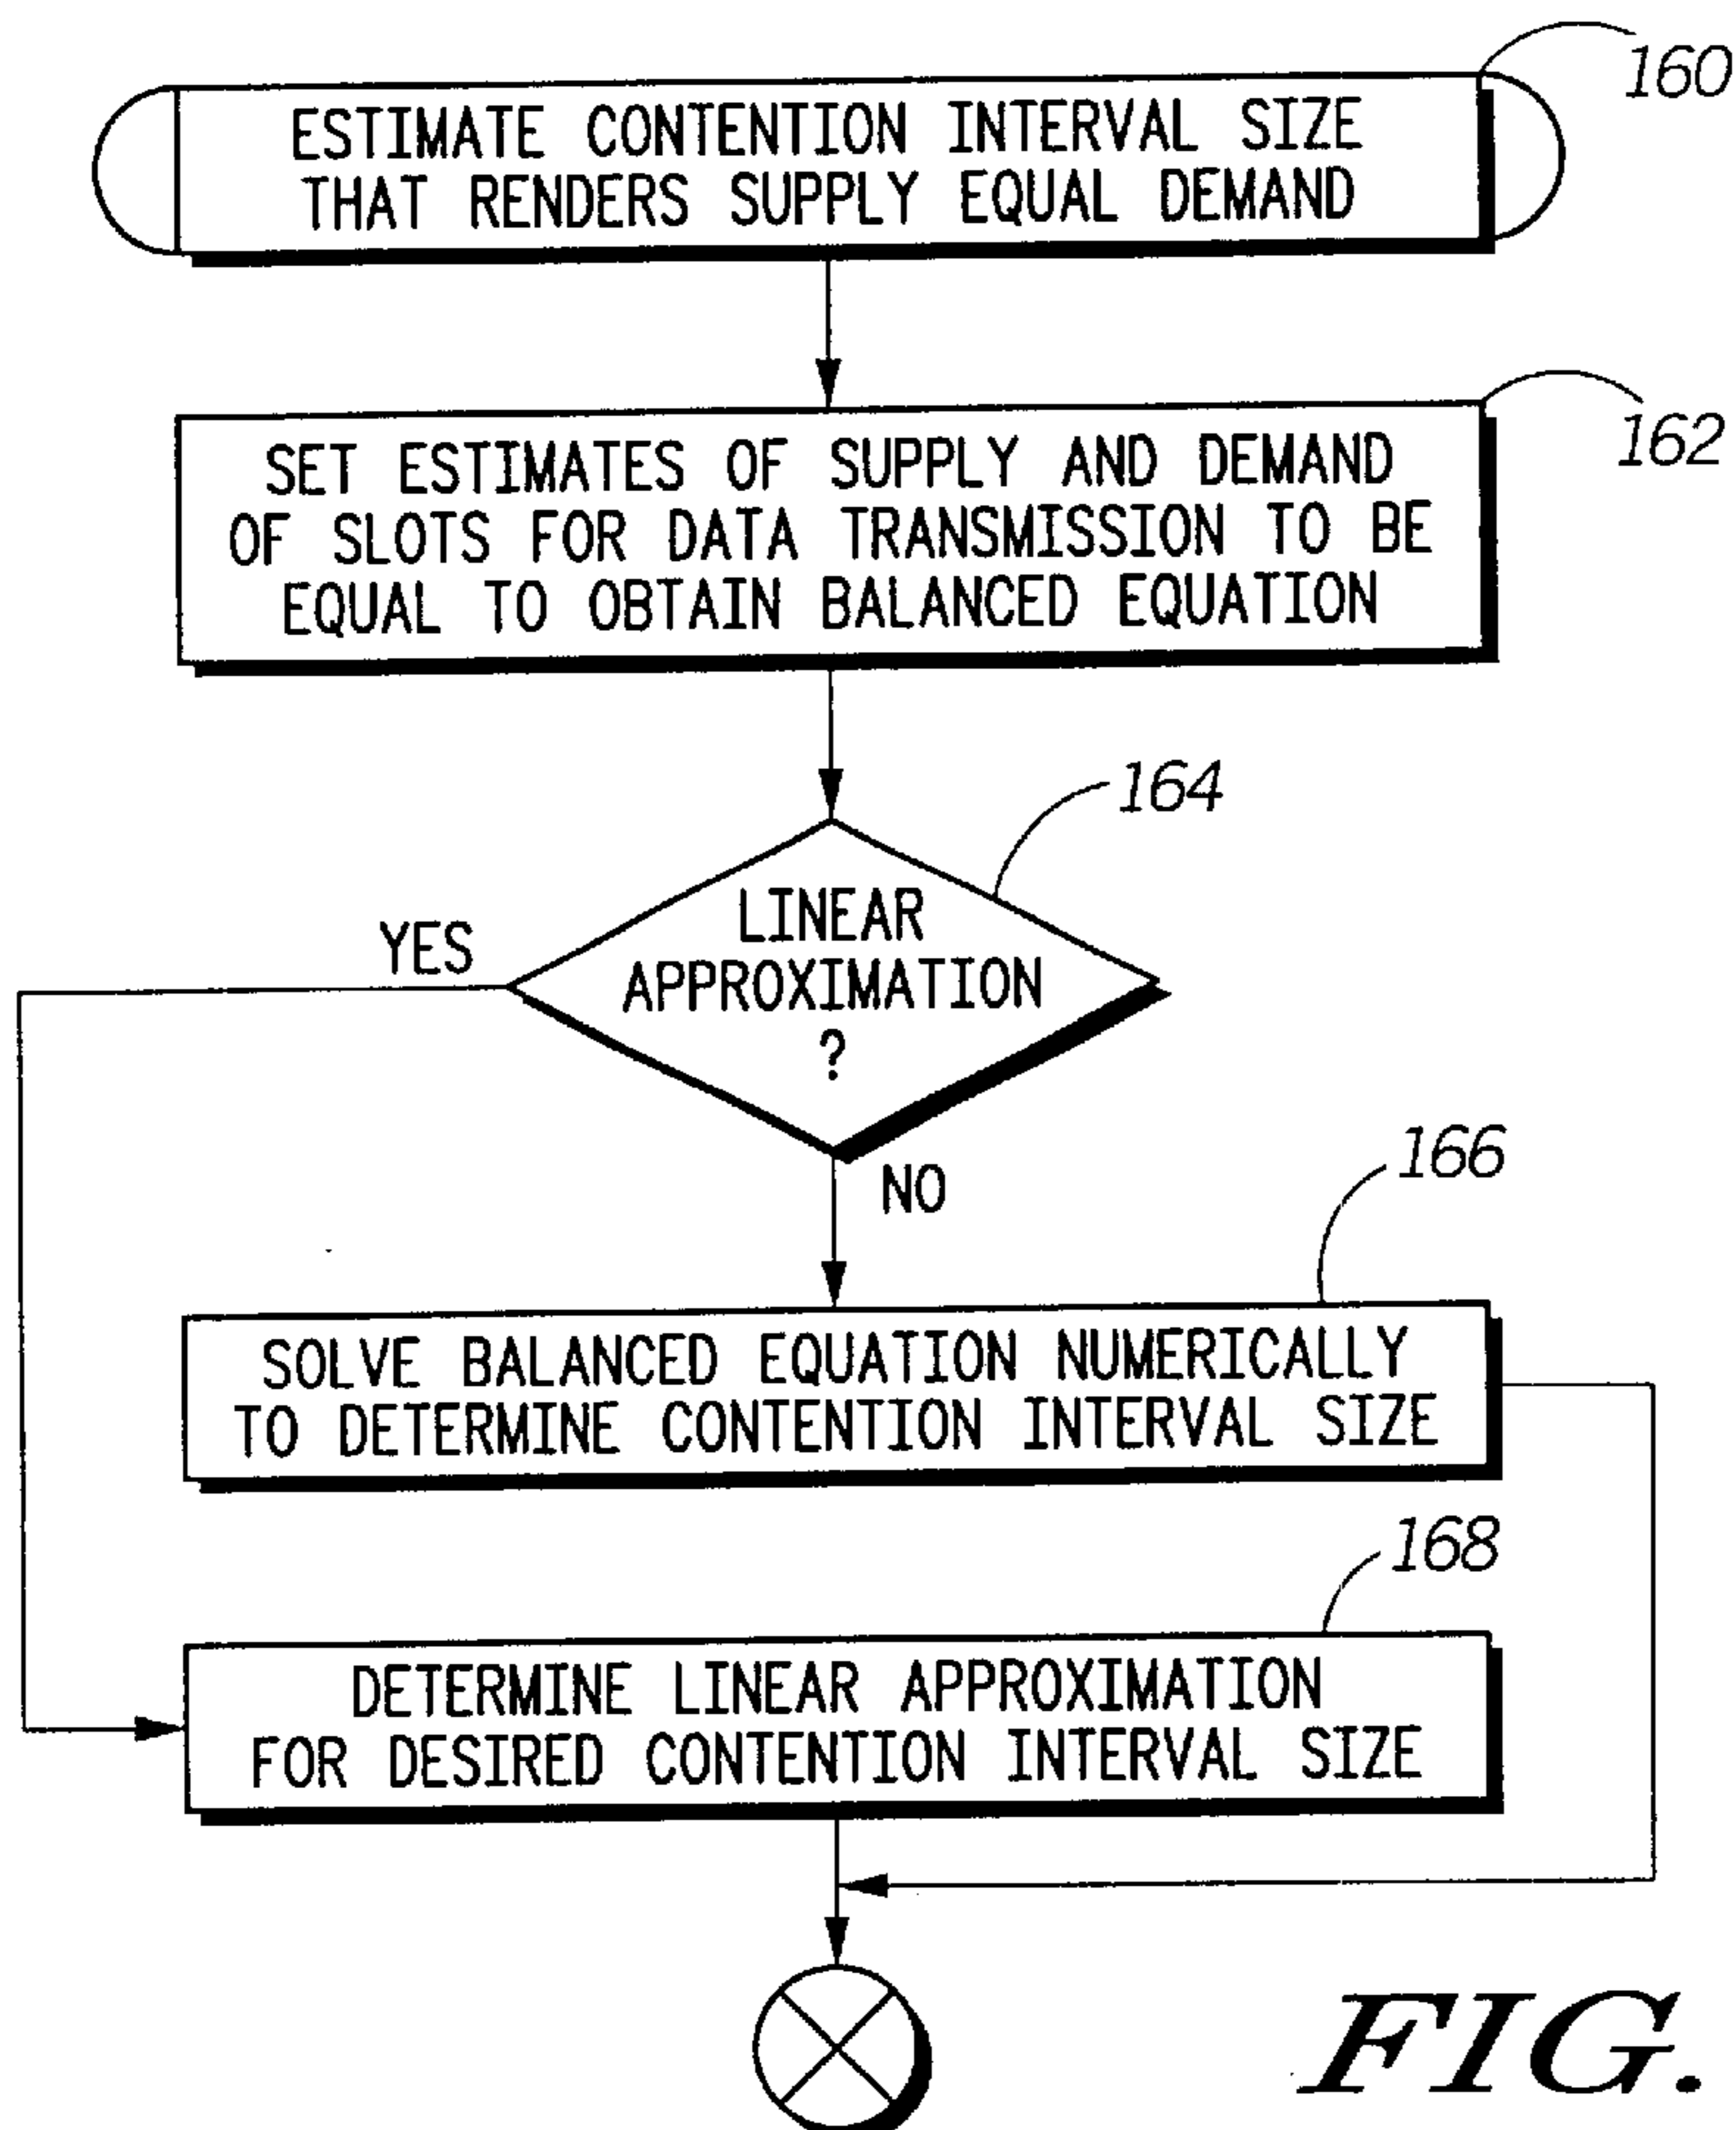 160
ESTIMATE CONTENTION INTERVAL SIZE
THAT RENDERS SUPPLY EQUAL DEMAND
162
SET ESTIMATES OF SUPPLY AND DEMAND
OF SLOTS FOR DATA TRANSMISSION TO BE
EQUAL TO OBTAIN BALANCED EQUATION
164
LINEAR
APPROXIMATION
?
YES
NO
166
SOLVE BALANCED EQUATION NUMERICALLY
TO DETERMINE CONTENTION INTERVAL SIZE
168
DETERMINE LINEAR APPROXIMATION
FOR DESIRED CONTENTION INTERVAL SIZE
FIG.